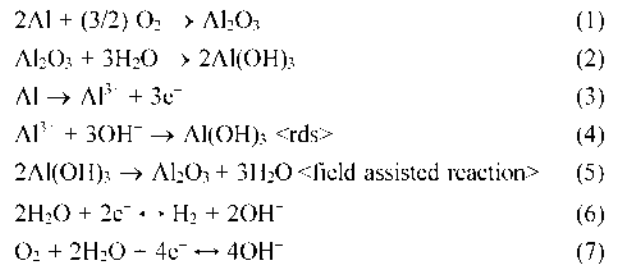 2Al + (3/2) O₂ → Al₂O₃ (1)
Al₂O₃ + 3H₂O → 2Al(OH)₃ (2)
Al → Al³⁺ + 3e⁻ (3)
Al³⁺ + 3OH⁻ → Al(OH)₃ <rds> (4)
2Al(OH)₃ → Al₂O₃ + 3H₂O <field assisted reaction> (5)
2H₂O + 2e⁻ ↔ H₂ + 2OH⁻ (6)
O₂ + 2H₂O + 4e⁻ ↔ 4OH⁻ (7)